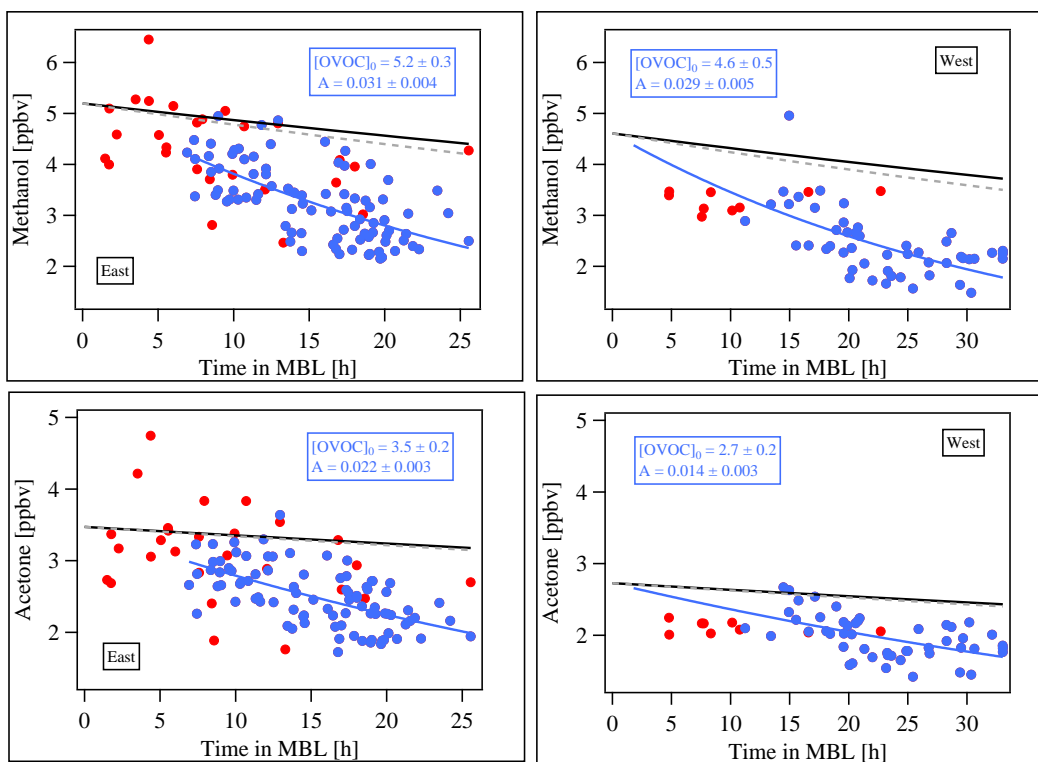 6
5
4
3
2
Methanol [ppbv]
[OVOC]0 = 5.2 ± 0.3
A = 0.031 ± 0.004
East
0 5 10 15 20 25
Time in MBL [h]
6
5
4
3
2
Methanol [ppbv]
[OVOC]0 = 4.6 ± 0.5
A = 0.029 ± 0.005
West
0 5 10 15 20 25 30
Time in MBL [h]
5
4
3
2
Acetone [ppbv]
[OVOC]0 = 3.5 ± 0.2
A = 0.022 ± 0.003
East
0 5 10 15 20 25
Time in MBL [h]
5
4
3
2
Acetone [ppbv]
[OVOC]0 = 2.7 ± 0.2
A = 0.014 ± 0.003
West
0 5 10 15 20 25 30
Time in MBL [h]